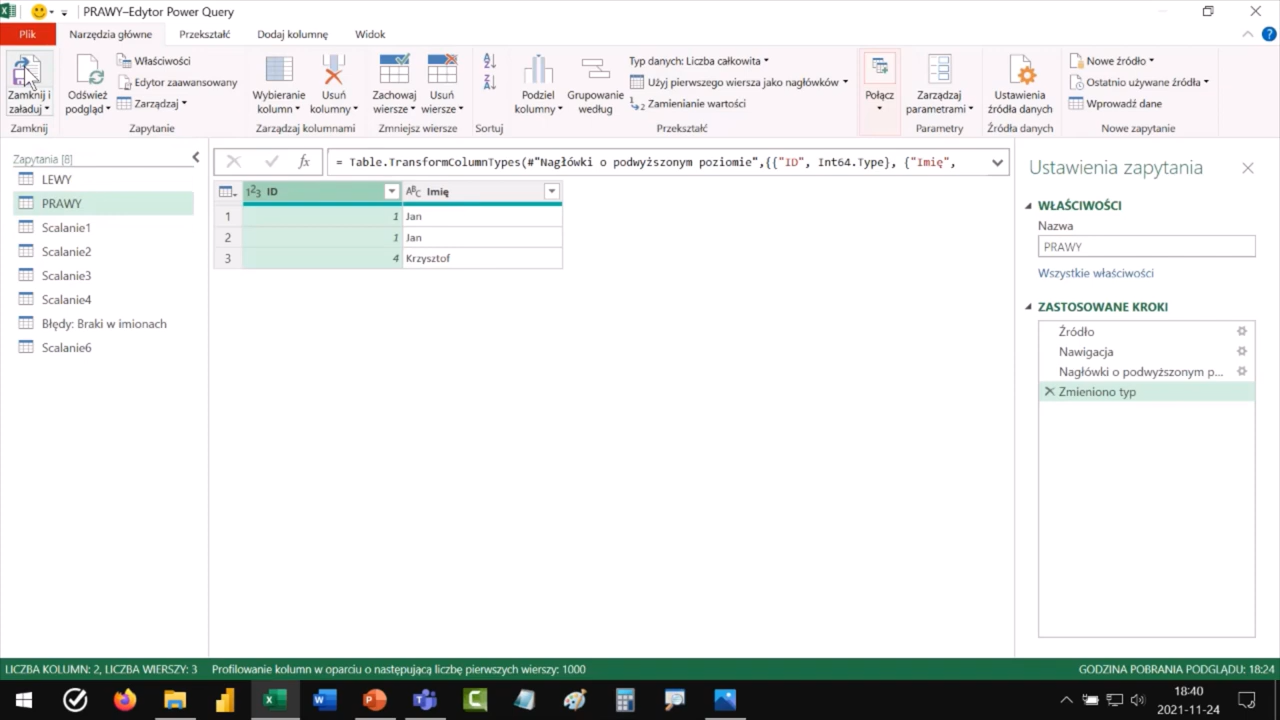 PRAWY–Edytor Power Query
Plik
Narzędzia główne
Przekształć
Dodaj kolumnę
Widok
Zamknij i
załaduj
Odśwież
podgląd
Właściwości
Edytor zaawansowany
Zarządzaj
Wybieranie
kolumn
Usuń
kolumny
Zachowaj
wiersze
Usuń
wiersze
Podziel
kolumny
Grupowanie
według
Typ danych: Liczba całkowita
Użyj pierwszego wiersza jako nagłówków
1 2 Zamienianie wartości
Połącz
Zarządzaj
parametrami
Ustawienia
źródła danych
Nowe źródło
Ostatnio używane źródła
Wprowadź dane
Zamknij
Zapytanie
Zarządzaj kolumnami
Zmniejsz wiersze
Sortuj
Przekształć
Parametry
Źródła danych
Nowe zapytanie
Zapytania [8]
LEWY
PRAWY
Scalanie1
Scalanie2
Scalanie3
Scalanie4
Błędy: Braki w imionach
Scalanie6
fx
= Table.TransformColumnTypes(#"Nagłówki o podwyższonym poziomie",{{"ID", Int64.Type}, {"Imię",
123 ID
ABC Imię
1 1 Jan
2 1 Jan
3 4 Krzysztof
Ustawienia zapytania
WŁAŚCIWOŚCI
Nazwa
PRAWY
Wszystkie właściwości
ZASTOSOWANE KROKI
Źródło
Nawigacja
Nagłówki o podwyższonym p...
Zmieniono typ
LICZBA KOLUMN: 2, LICZBA WIERSZY: 3
Profilowanie kolumn w oparciu o następującą liczbę pierwszych wierszy: 1000
GODZINA POBRANIA PODGLĄDU: 18:24
18:40
2021-11-24